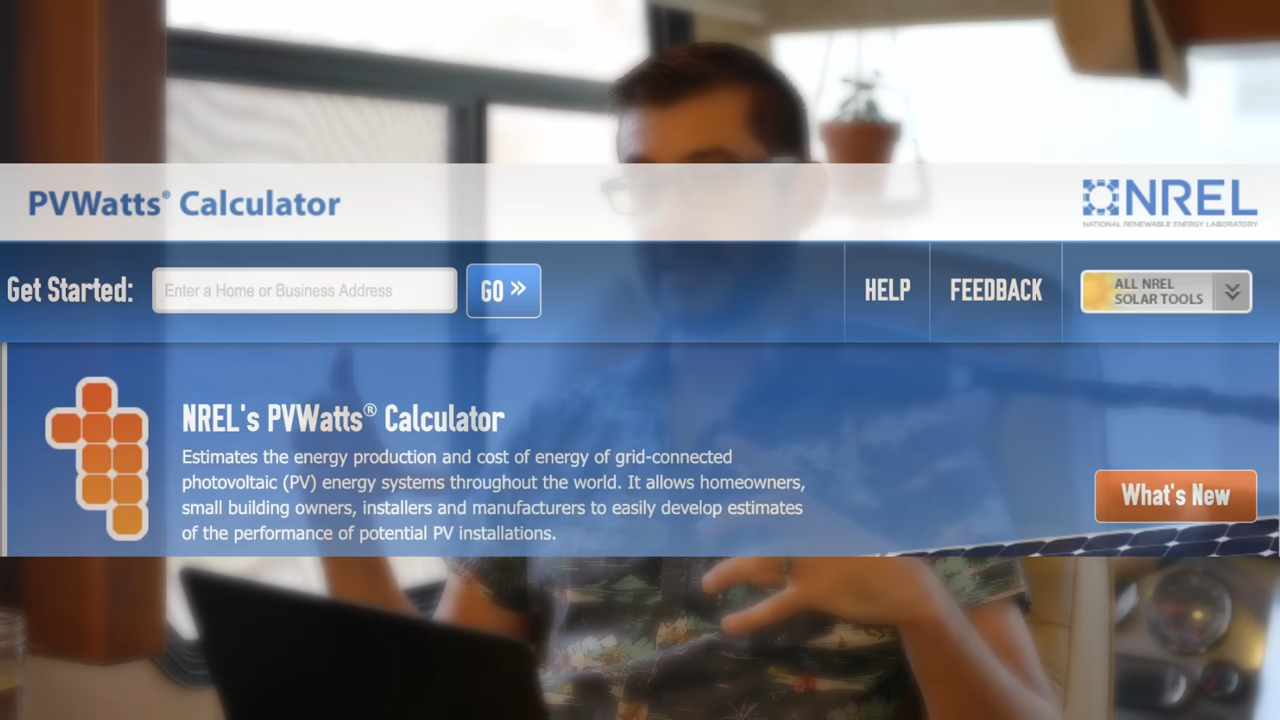 PVWatts® Calculator
NREL
NATIONAL RENEWABLE ENERGY LABORATORY
Get Started:
Enter a Home or Business Address
GO »
HELP
FEEDBACK
ALL NREL
SOLAR TOOLS
NREL's PVWatts® Calculator
Estimates the energy production and cost of energy of grid-connected
photovoltaic (PV) energy systems throughout the world. It allows homeowners,
small building owners, installers and manufacturers to easily develop estimates
of the performance of potential PV installations.
What's New